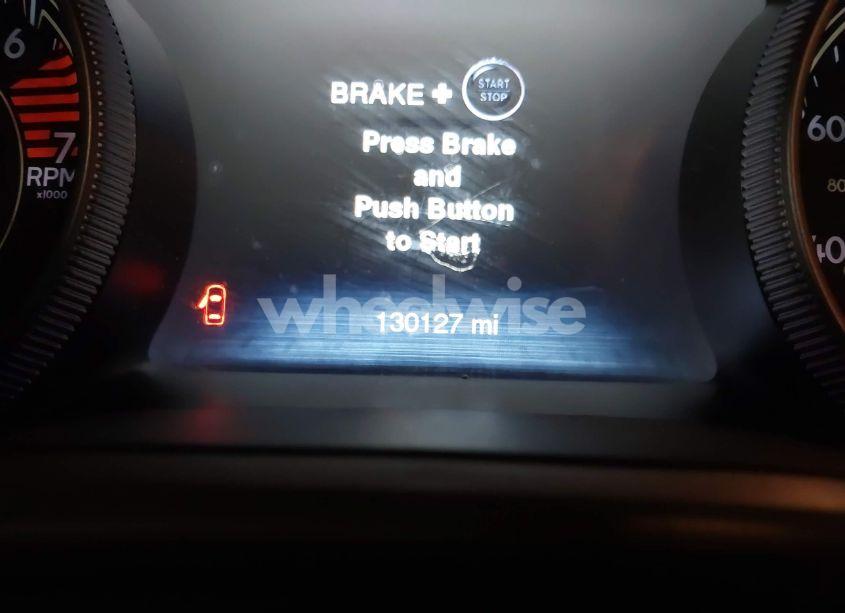 6
7
RPM
x1000
BRAKE + START STOP
Press Brake
and
Push Button
to Start
wheelwise
130127 mi
60
80
40